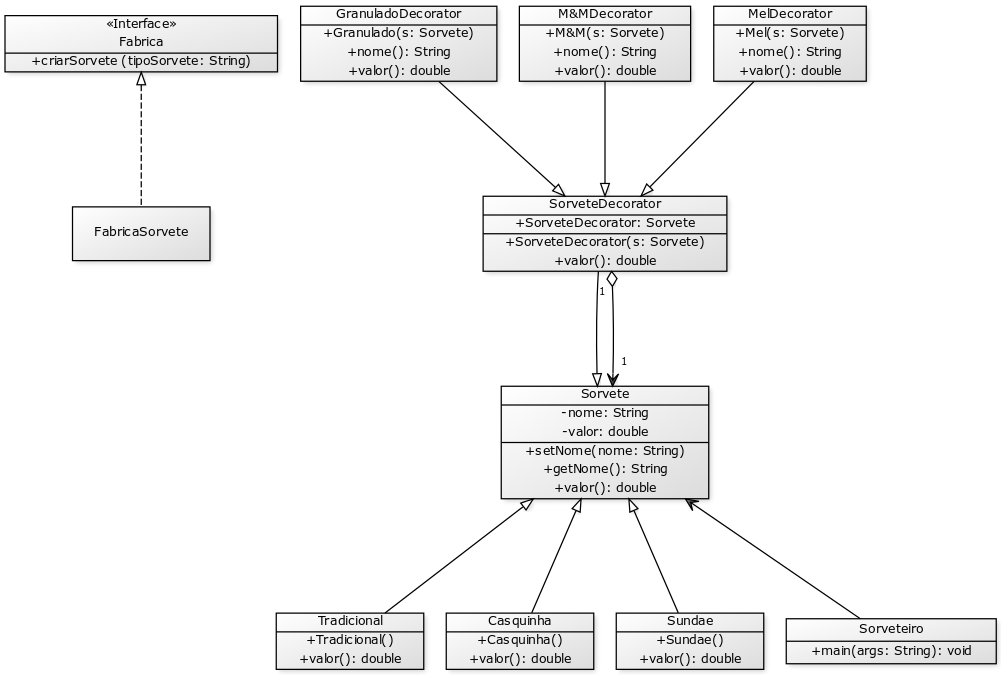 «Interface»
Fabrica
+criarSorvete (tipoSorvete: String)
FabricaSorvete
GranuladoDecorator
+Granulado(s: Sorvete)
+nome(): String
+valor(): double
M&MDecorator
+M&M(s: Sorvete)
+nome(): String
+valor(): double
MelDecorator
+Mel(s: Sorvete)
+nome(): String
+valor(): double
SorveteDecorator
+SorveteDecorator: Sorvete
+SorveteDecorator(s: Sorvete)
+valor(): double
1
1
Sorvete
-nome: String
-valor: double
+setNome(nome: String)
+getNome(): String
+valor(): double
Tradicional
+Tradicional()
+valor(): double
Casquinha
+Casquinha()
+valor(): double
Sundae
+Sundae()
+valor(): double
Sorveteiro
+main(args: String): void